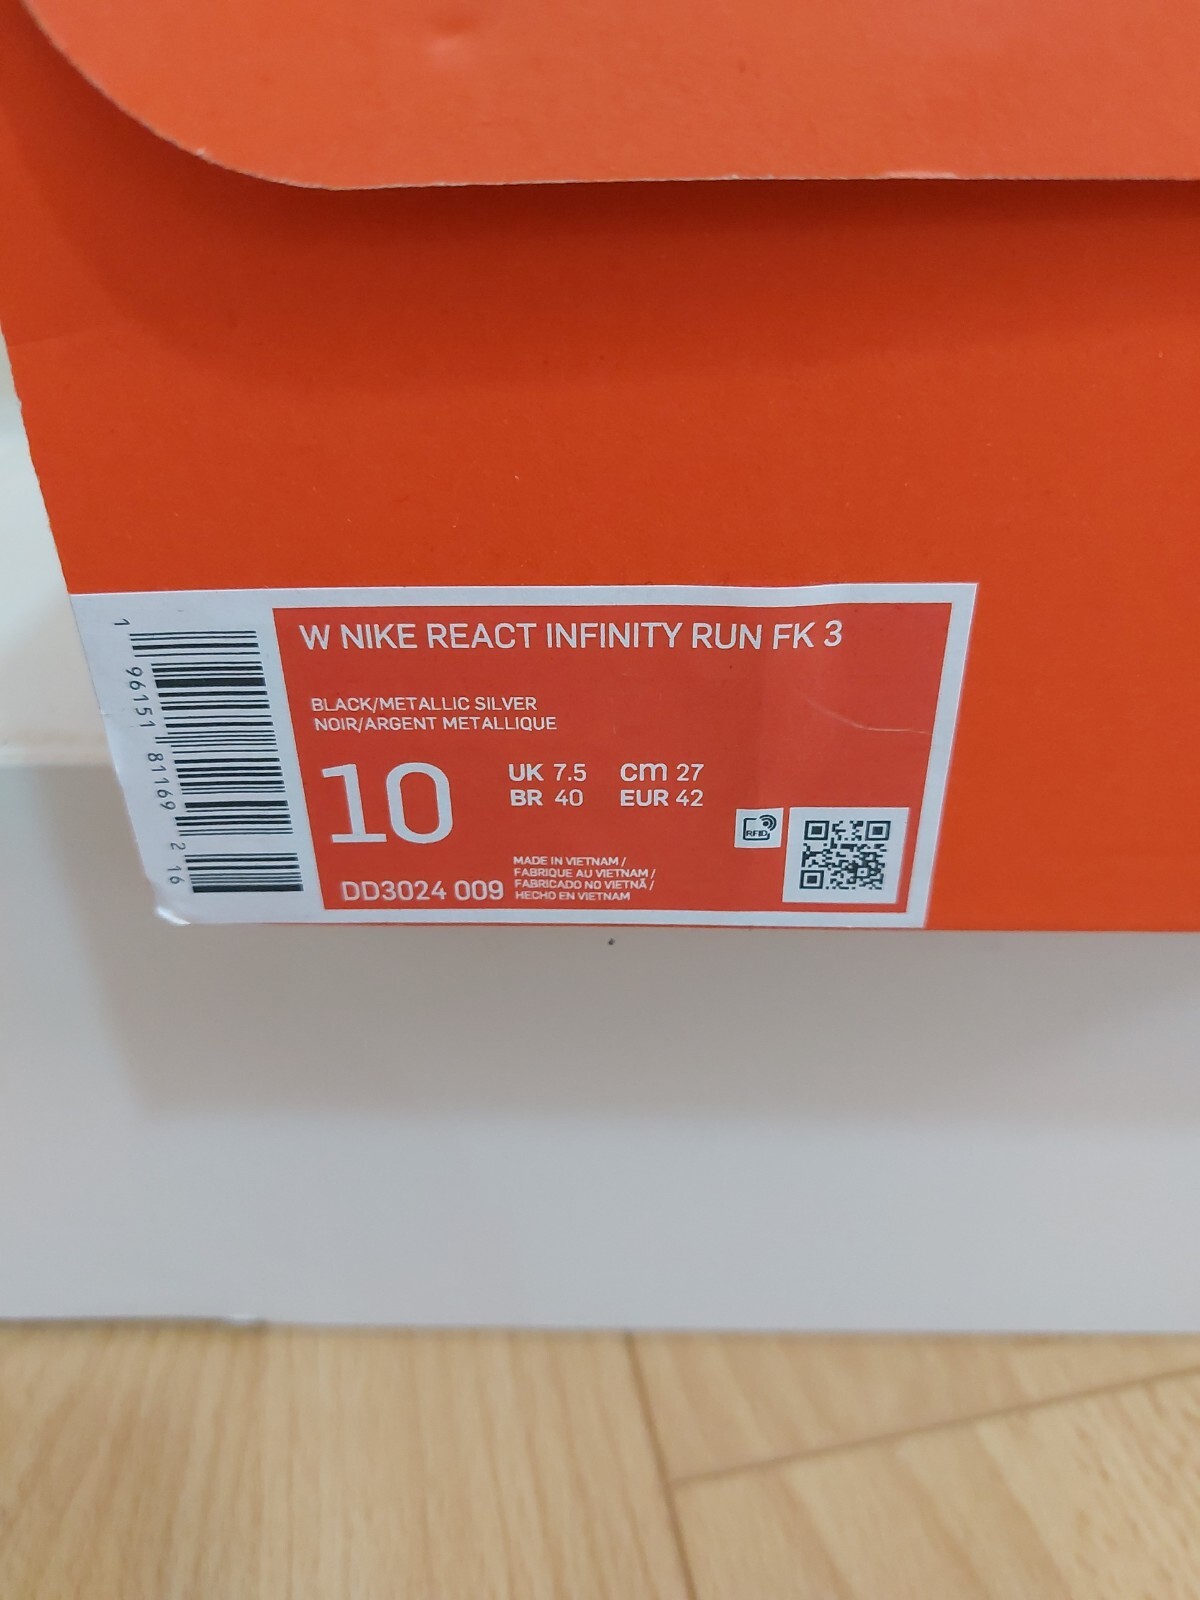 W NIKE REACT INFINITY RUN FK 3
BLACK/METALLIC SILVER
NOIR/ARGENT METALLIQUE
10
UK 7.5 cm 27
BR 40 EUR 42
RFID
MADE IN VIETNAM /
FABRIQUE AU VIETNAM /
FABRICADO NO VIETNÃ /
HECHO EN VIETNAM
DD3024 009
1 96151 81169 2 16